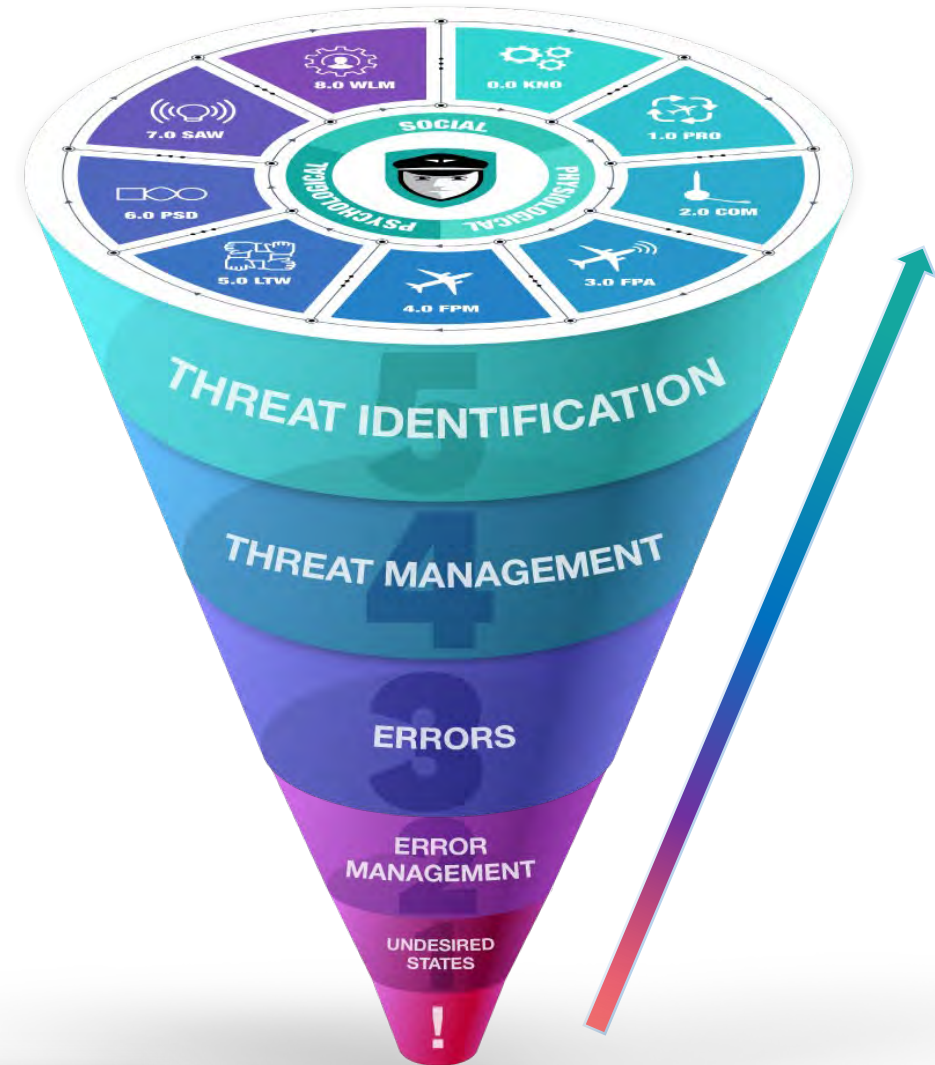 8.0 WLM
0.0 KNO
7.0 SAW
1.0 PRO
6.0 PSD
2.0 COM
5.0 LTW
3.0 FPA
4.0 FPM
SOCIAL
PSYCHOLOGICAL
PHYSIOLOGICAL
5
THREAT IDENTIFICATION
4
THREAT MANAGEMENT
3
ERRORS
2
ERROR
MANAGEMENT
1
UNDESIRED
STATES
!